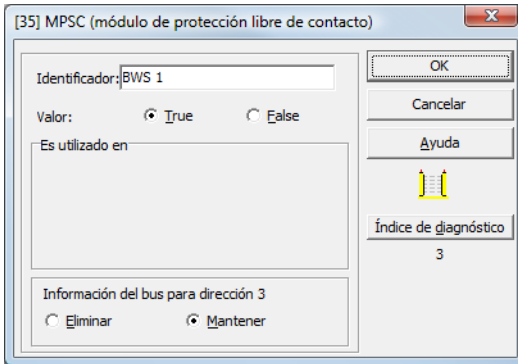 [35] MPSC (módulo de protección libre de contacto)
Identificador: BWS 1
Valor: True False
Es utilizado en
Información del bus para dirección 3
Eliminar Mantener
OK
Cancelar
Ayuda
Índice de diagnóstico
3